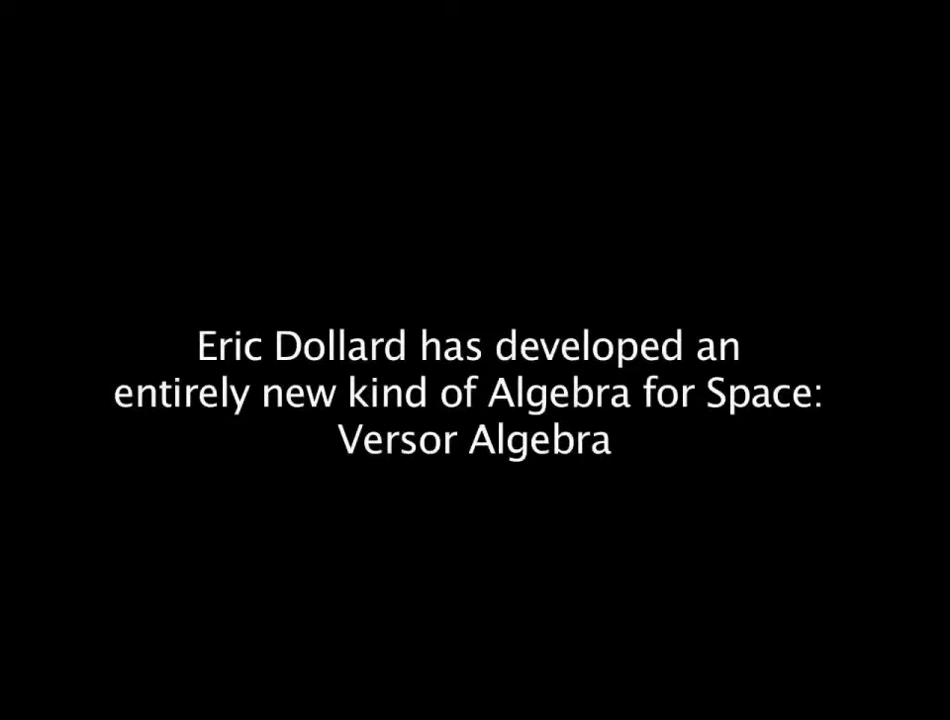 Eric Dollard has developed an
entirely new kind of Algebra for Space:
Versor Algebra